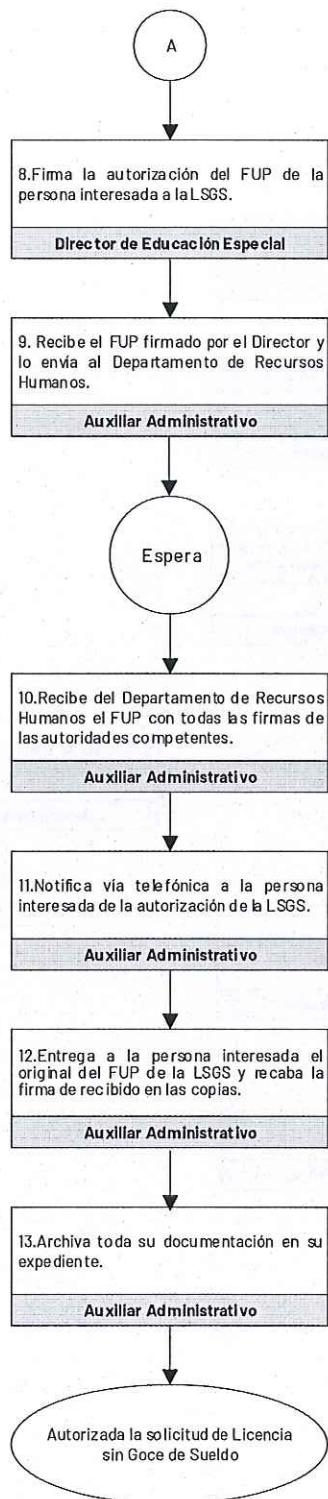 A
8.Firma la autorización del FUP de la
persona interesada a la LSGS.
Director de Educación Especial
9. Recibe el FUP firmado por el Director y
lo envía al Departamento de Recursos
Humanos.
Auxiliar Administrativo
Espera
10.Recibe del Departamento de Recursos
Humanos el FUP con todas las firmas de
las autoridades competentes.
Auxiliar Administrativo
11.Notifica vía telefónica a la persona
interesada de la autorización de la LSGS.
Auxiliar Administrativo
12.Entrega a la persona interesada el
original del FUP de la LSGS y recaba la
firma de recibido en las copias.
Auxiliar Administrativo
13.Archiva toda su documentación en su
expediente.
Auxiliar Administrativo
Autorizada la solicitud de Licencia
sin Goce de Sueldo